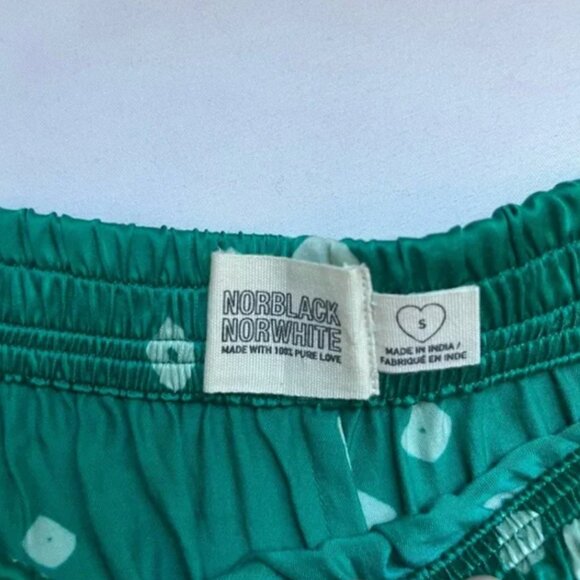 NORBLACK
NORWHITE
MADE WITH 100% PURE LOVE
S
MADE IN INDIA /
FABRIQUÉ EN INDE